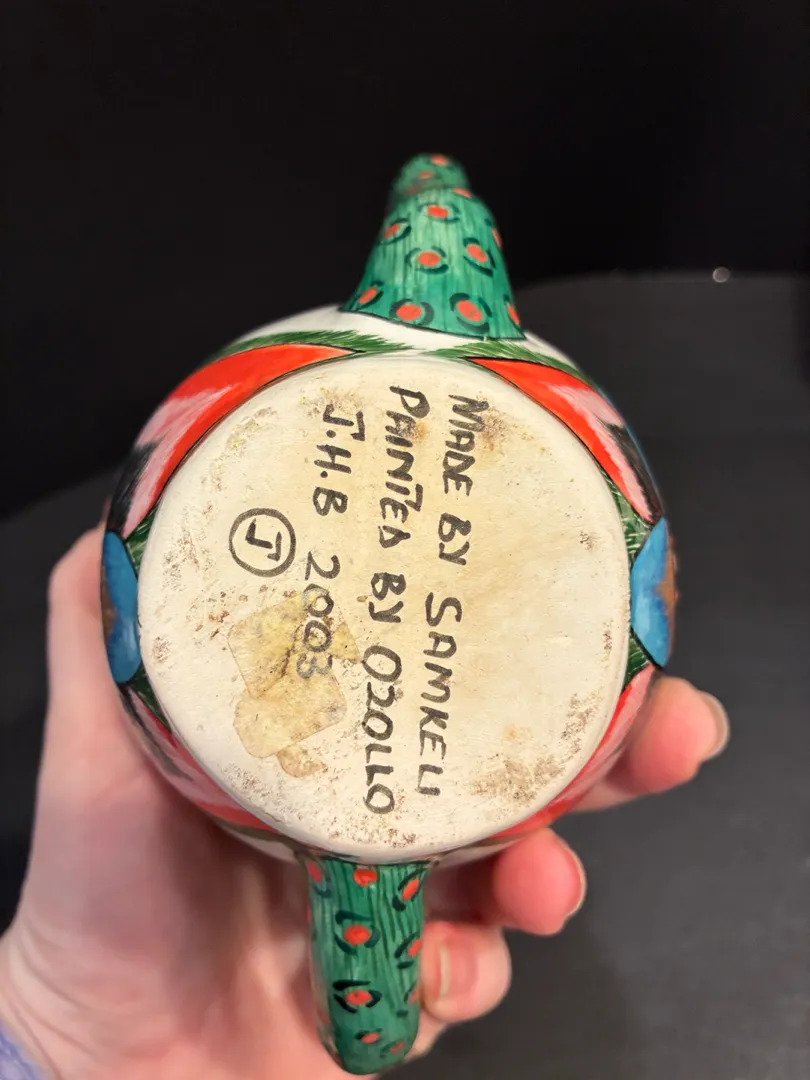 MADE BY SAMKELI
PAINTED BY OZOLLO
J.H.B 2003
J